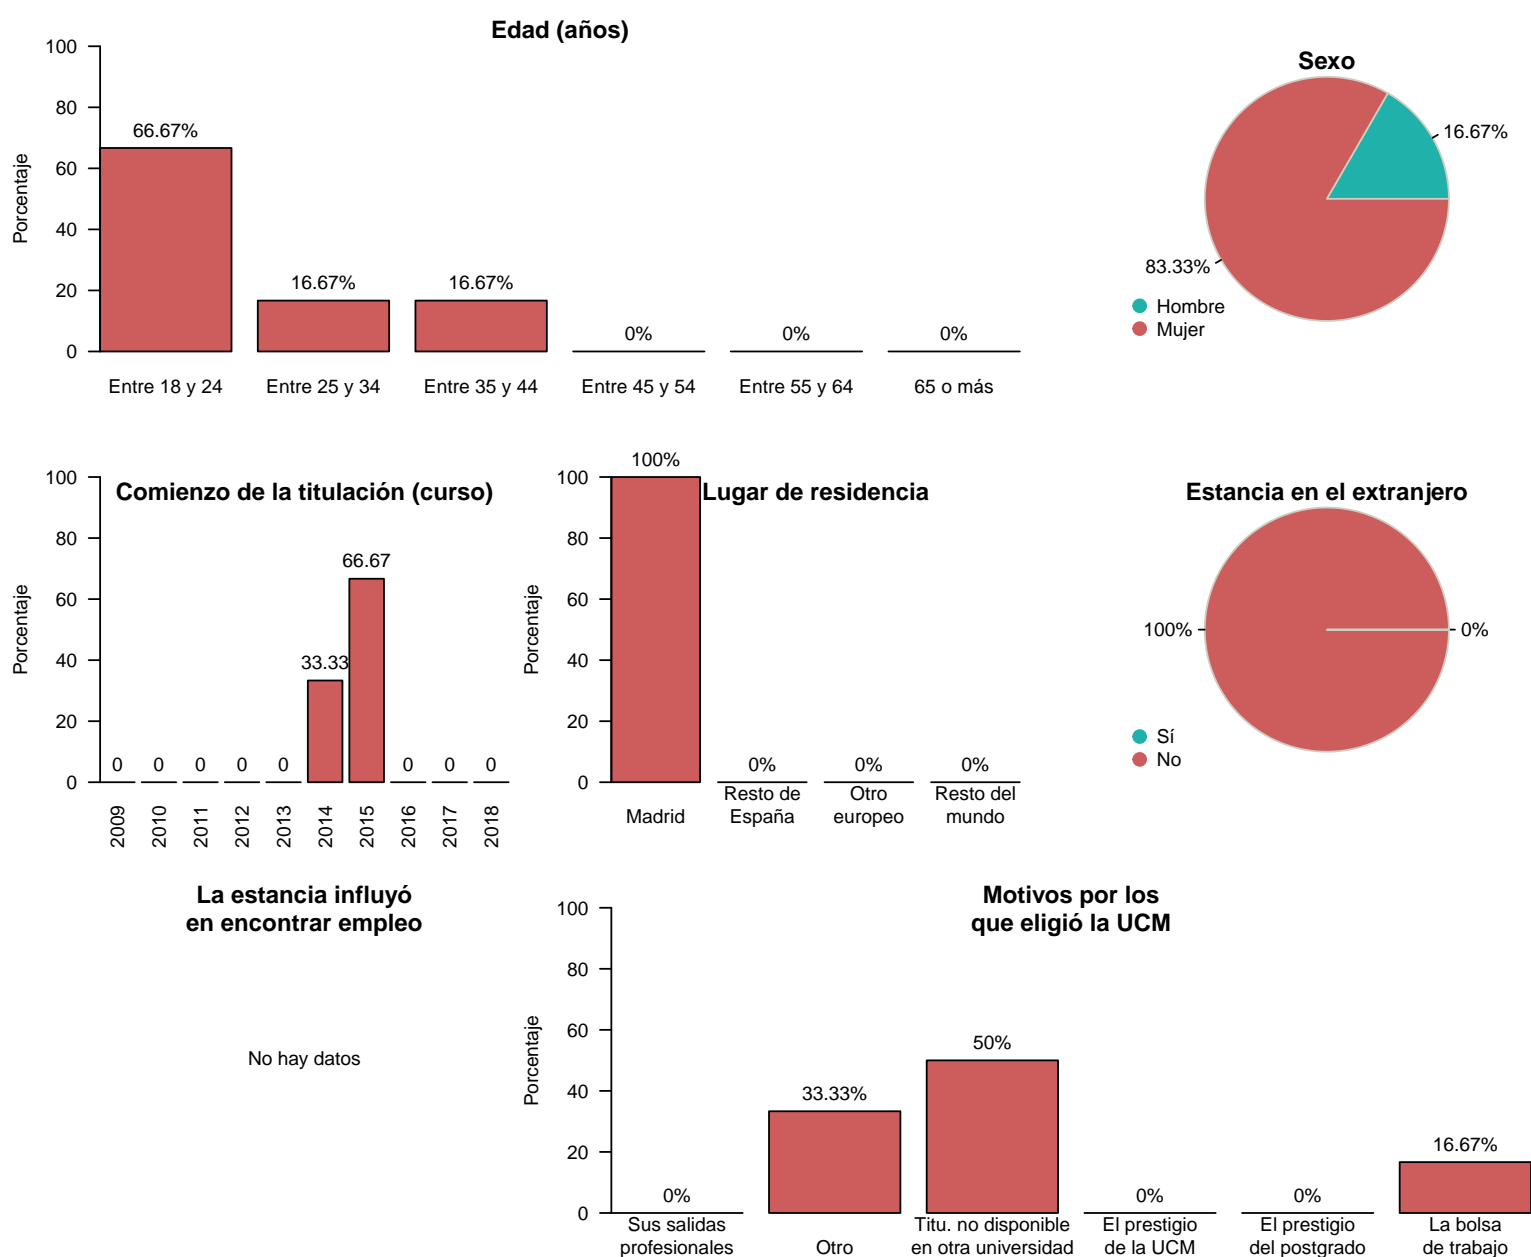 Edad (años)
Porcentaje
100
80
60
40
20
0
66.67%
16.67%
16.67%
0%
0%
0%
Entre 18 y 24
Entre 25 y 34
Entre 35 y 44
Entre 45 y 54
Entre 55 y 64
65 o más
Sexo
16.67%
83.33%
Hombre
Mujer
Comienzo de la titulación (curso)
Porcentaje
100
80
60
40
20
0
0
0
0
0
0
33.33
66.67
0
0
0
2009
2010
2011
2012
2013
2014
2015
2016
2017
2018
Lugar de residencia
Porcentaje
100
80
60
40
20
0
100%
0%
0%
0%
Madrid
Resto de
España
Otro
europeo
Resto del
mundo
Estancia en el extranjero
100%
0%
Sí
No
La estancia influyó
en encontrar empleo
No hay datos
Motivos por los
que eligió la UCM
Porcentaje
100
80
60
40
20
0
0%
33.33%
50%
0%
0%
16.67%
Sus salidas
profesionales
Otro
Titu. no disponible
en otra universidad
El prestigio
de la UCM
El prestigio
del postgrado
La bolsa
de trabajo